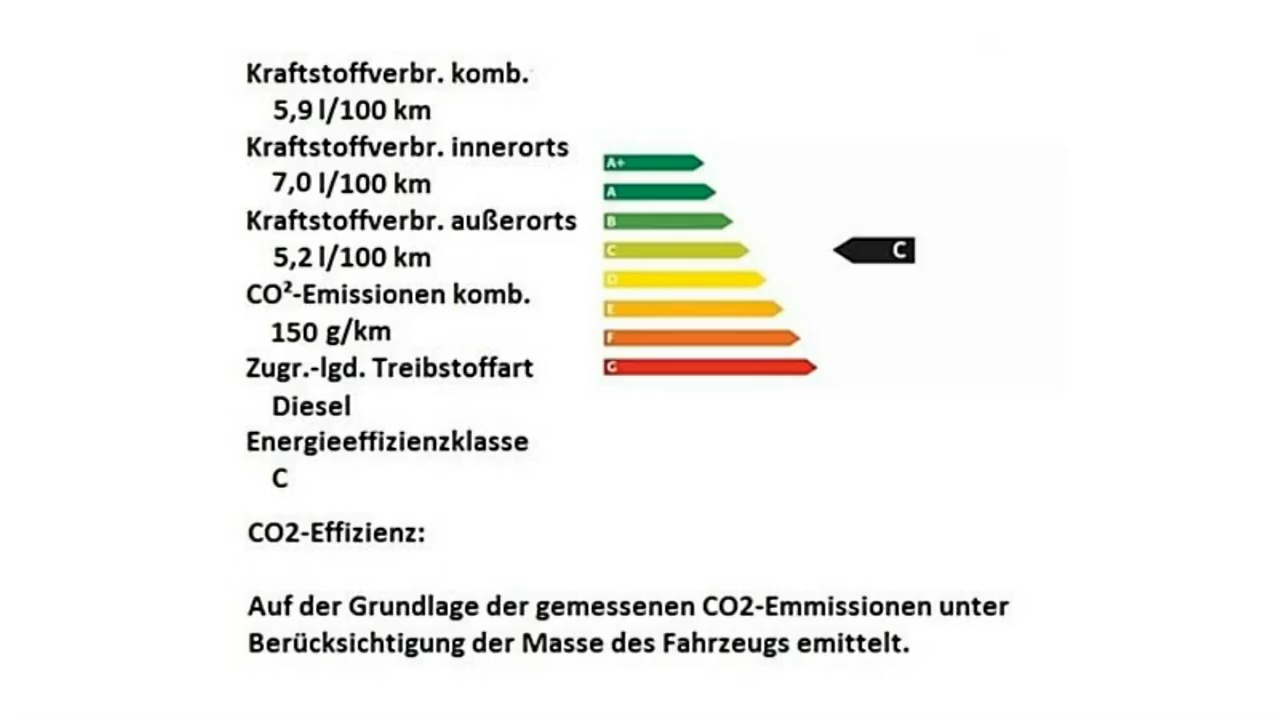 Kraftstoffverbr. komb.
5,9 l/100 km
Kraftstoffverbr. innerorts
7,0 l/100 km
Kraftstoffverbr. außerorts
5,2 l/100 km
CO²-Emissionen komb.
150 g/km
Zugr.-lgd. Treibstoffart
Diesel
Energieeffizienzklasse
C
A+
A
B
C
D
E
F
G
C
CO2-Effizienz:
Auf der Grundlage der gemessenen CO2-Emmissionen unter
Berücksichtigung der Masse des Fahrzeugs emittelt.